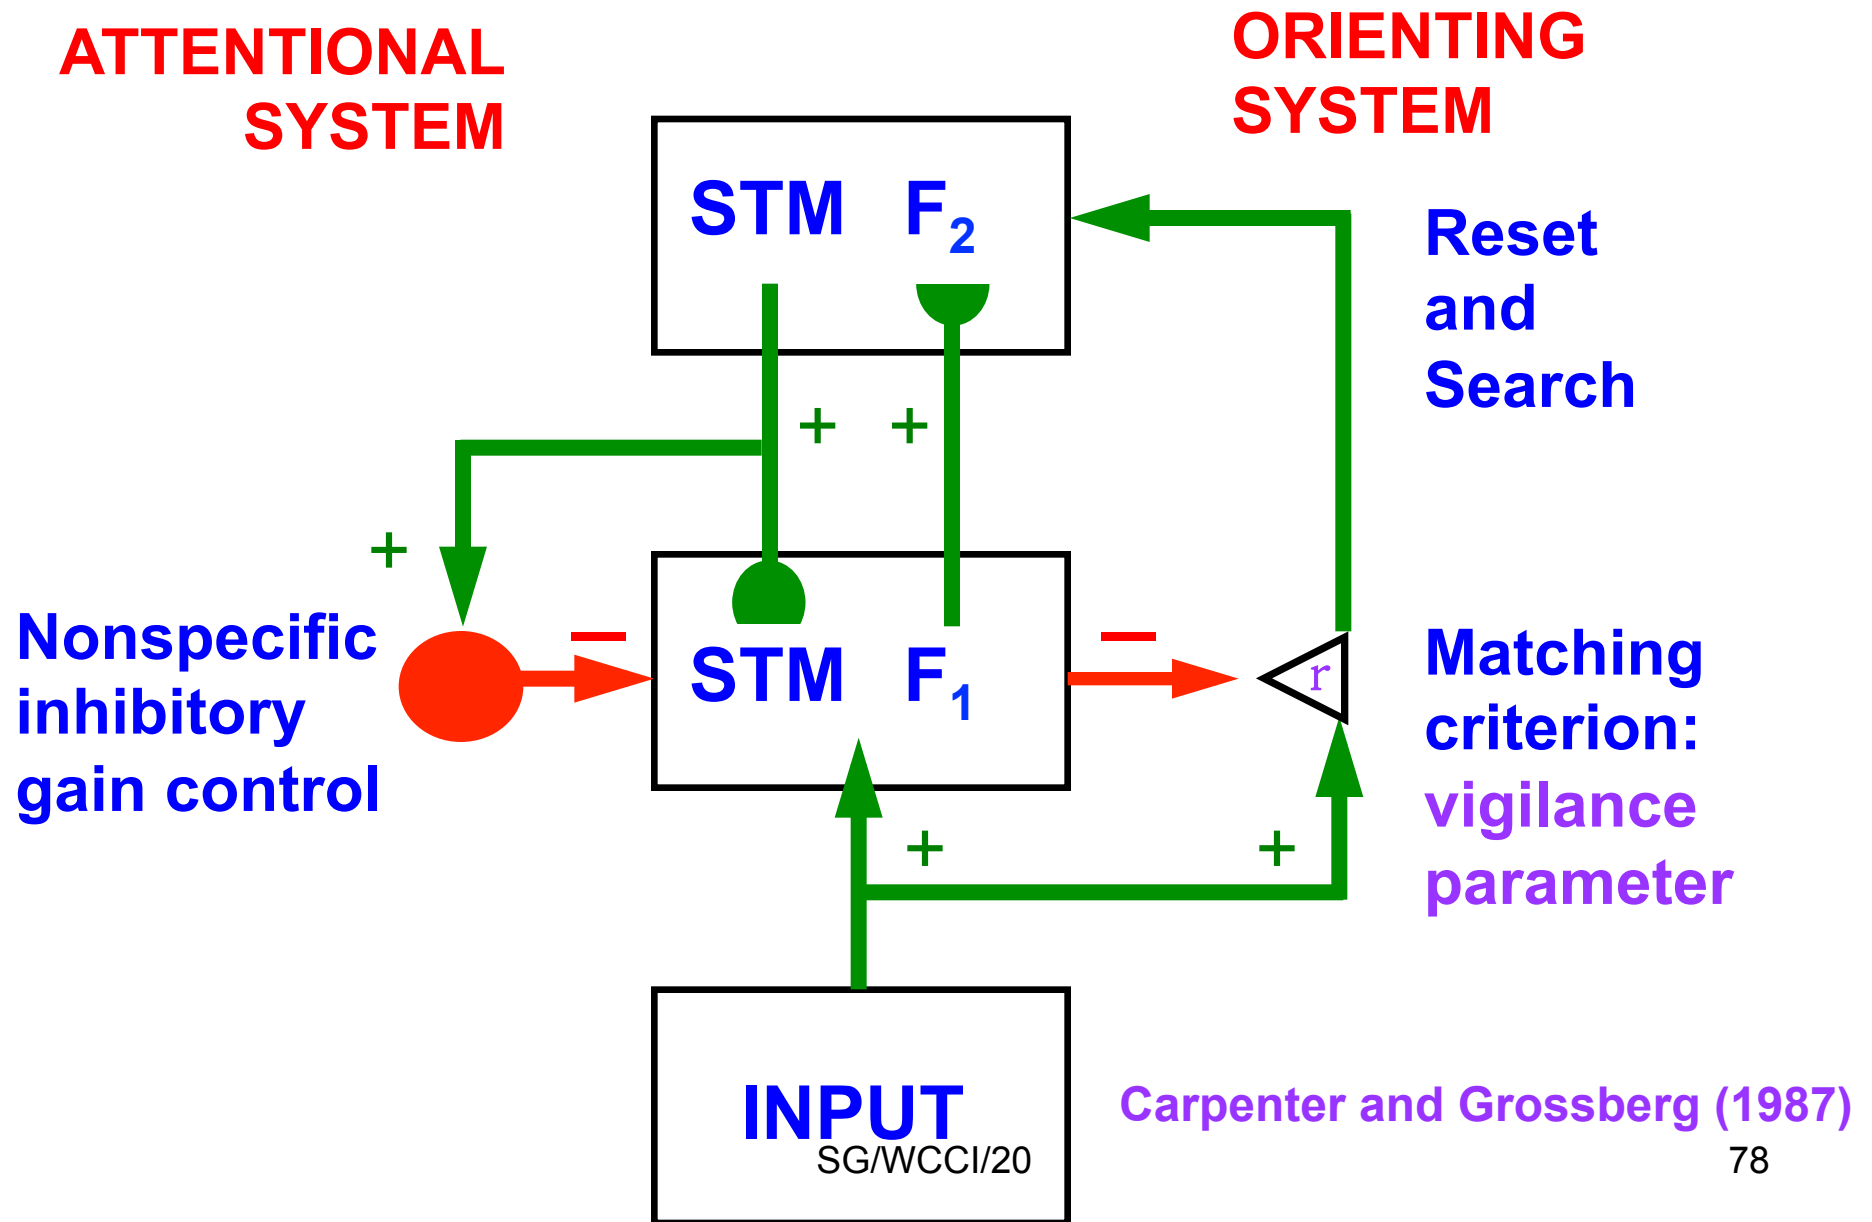 ATTENTIONAL
SYSTEM
ORIENTING
SYSTEM
STM F₂
Reset
and
Search
+ +
+
Nonspecific
inhibitory
gain control
−
STM F₁
−
r
Matching
criterion:
vigilance
parameter
+ +
INPUT
Carpenter and Grossberg (1987)
SG/WCCI/20
78